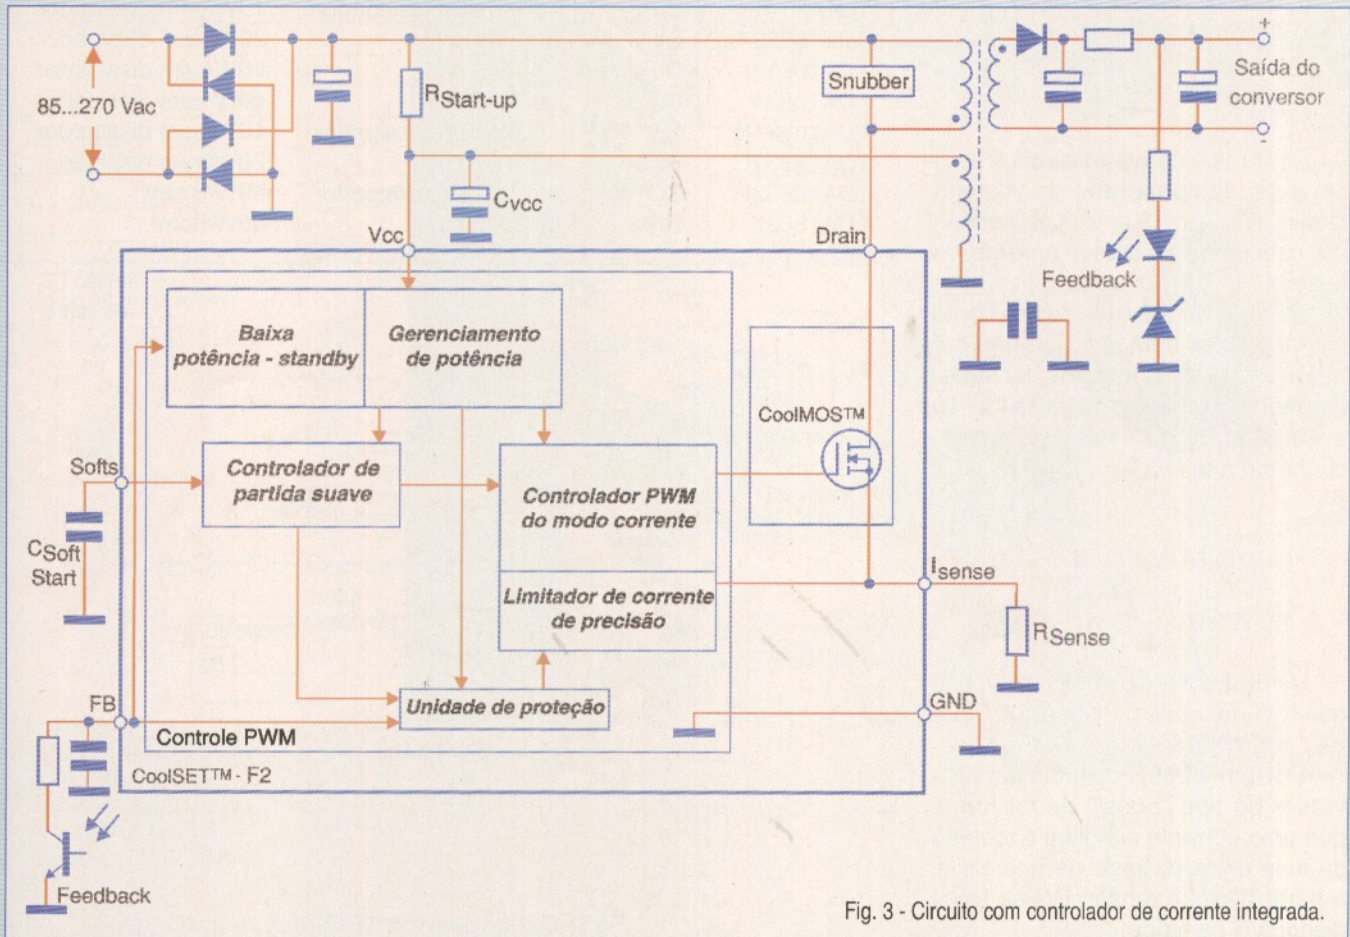 85...270 Vac
RStart-up
Snubber
+
Saída do
conversor
-
Cvcc
Vcc
Drain
Feedback
Baixa
potência - standby
Gerenciamento
de potência
CoolMOS™
Softs
Controlador de
partida suave
Controlador PWM
do modo corrente
CSoft
Start
Isense
Limitador de corrente
de precisão
RSense
FB
Unidade de proteção
GND
Controle PWM
CoolSET™ - F2
Feedback
Fig. 3 - Circuito com controlador de corrente integrada.